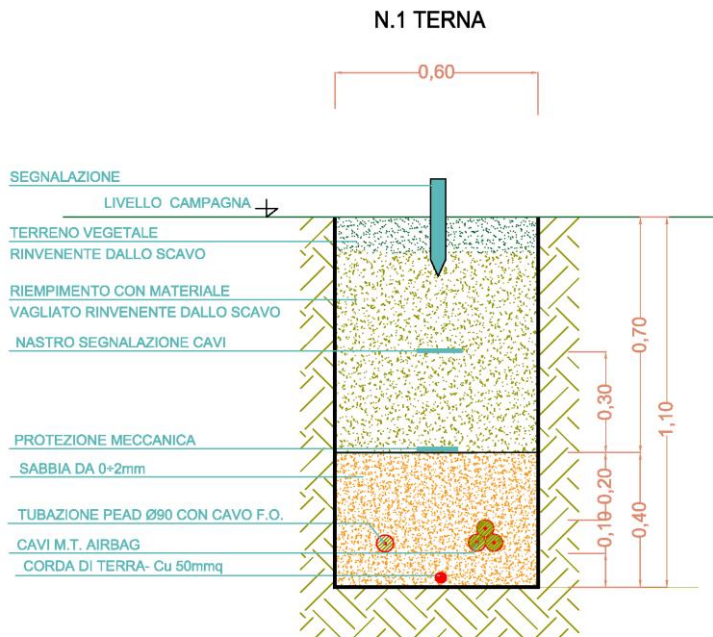 N.1 TERNA
0,60
SEGNALAZIONE
LIVELLO CAMPAGNA
TERRENO VEGETALE
RINVENENTE DALLO SCAVO
RIEMPIMENTO CON MATERIALE
VAGLIATO RINVENENTE DALLO SCAVO
NASTRO SEGNALAZIONE CAVI
PROTEZIONE MECCANICA
SABBIA DA 0÷2mm
TUBAZIONE PEAD Ø90 CON CAVO F.O.
CAVI M.T. AIRBAG
CORDA DI TERRA- Cu 50mmq
0,30
0,20
0,10
0,70
0,40
1,10